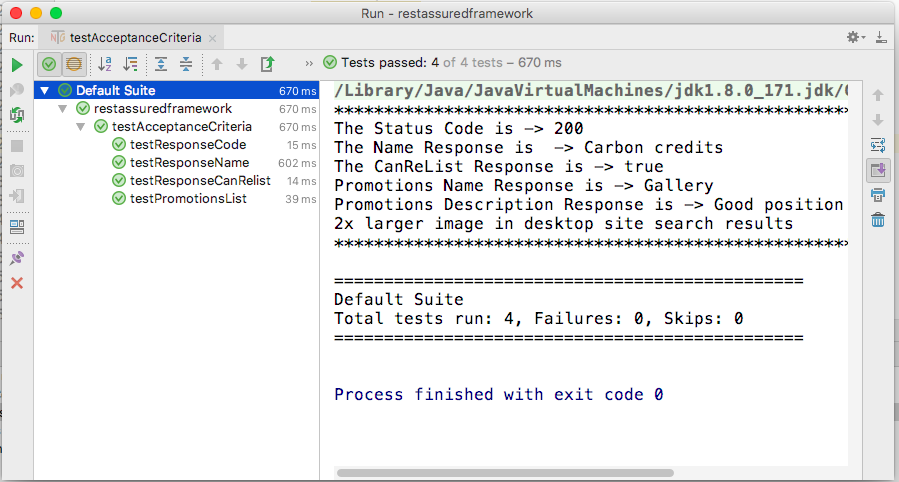 Run - restassuredframework
Run: testAcceptanceCriteria
Tests passed: 4 of 4 tests – 670 ms
Default Suite 670 ms
restassuredframework 670 ms
testAcceptanceCriteria 670 ms
testResponseCode 15 ms
testResponseName 602 ms
testResponseCanRelist 14 ms
testPromotionsList 39 ms
/Library/Java/JavaVirtualMachines/jdk1.8.0_171.jdk/
****************************************************
The Status Code is –> 200
The Name Response is  –> Carbon credits
The CanReList Response is –> true
Promotions Name Response is –> Gallery
Promotions Description Response is –> Good position
2x larger image in desktop site search results
****************************************************
===============================================
Default Suite
Total tests run: 4, Failures: 0, Skips: 0
===============================================
Process finished with exit code 0